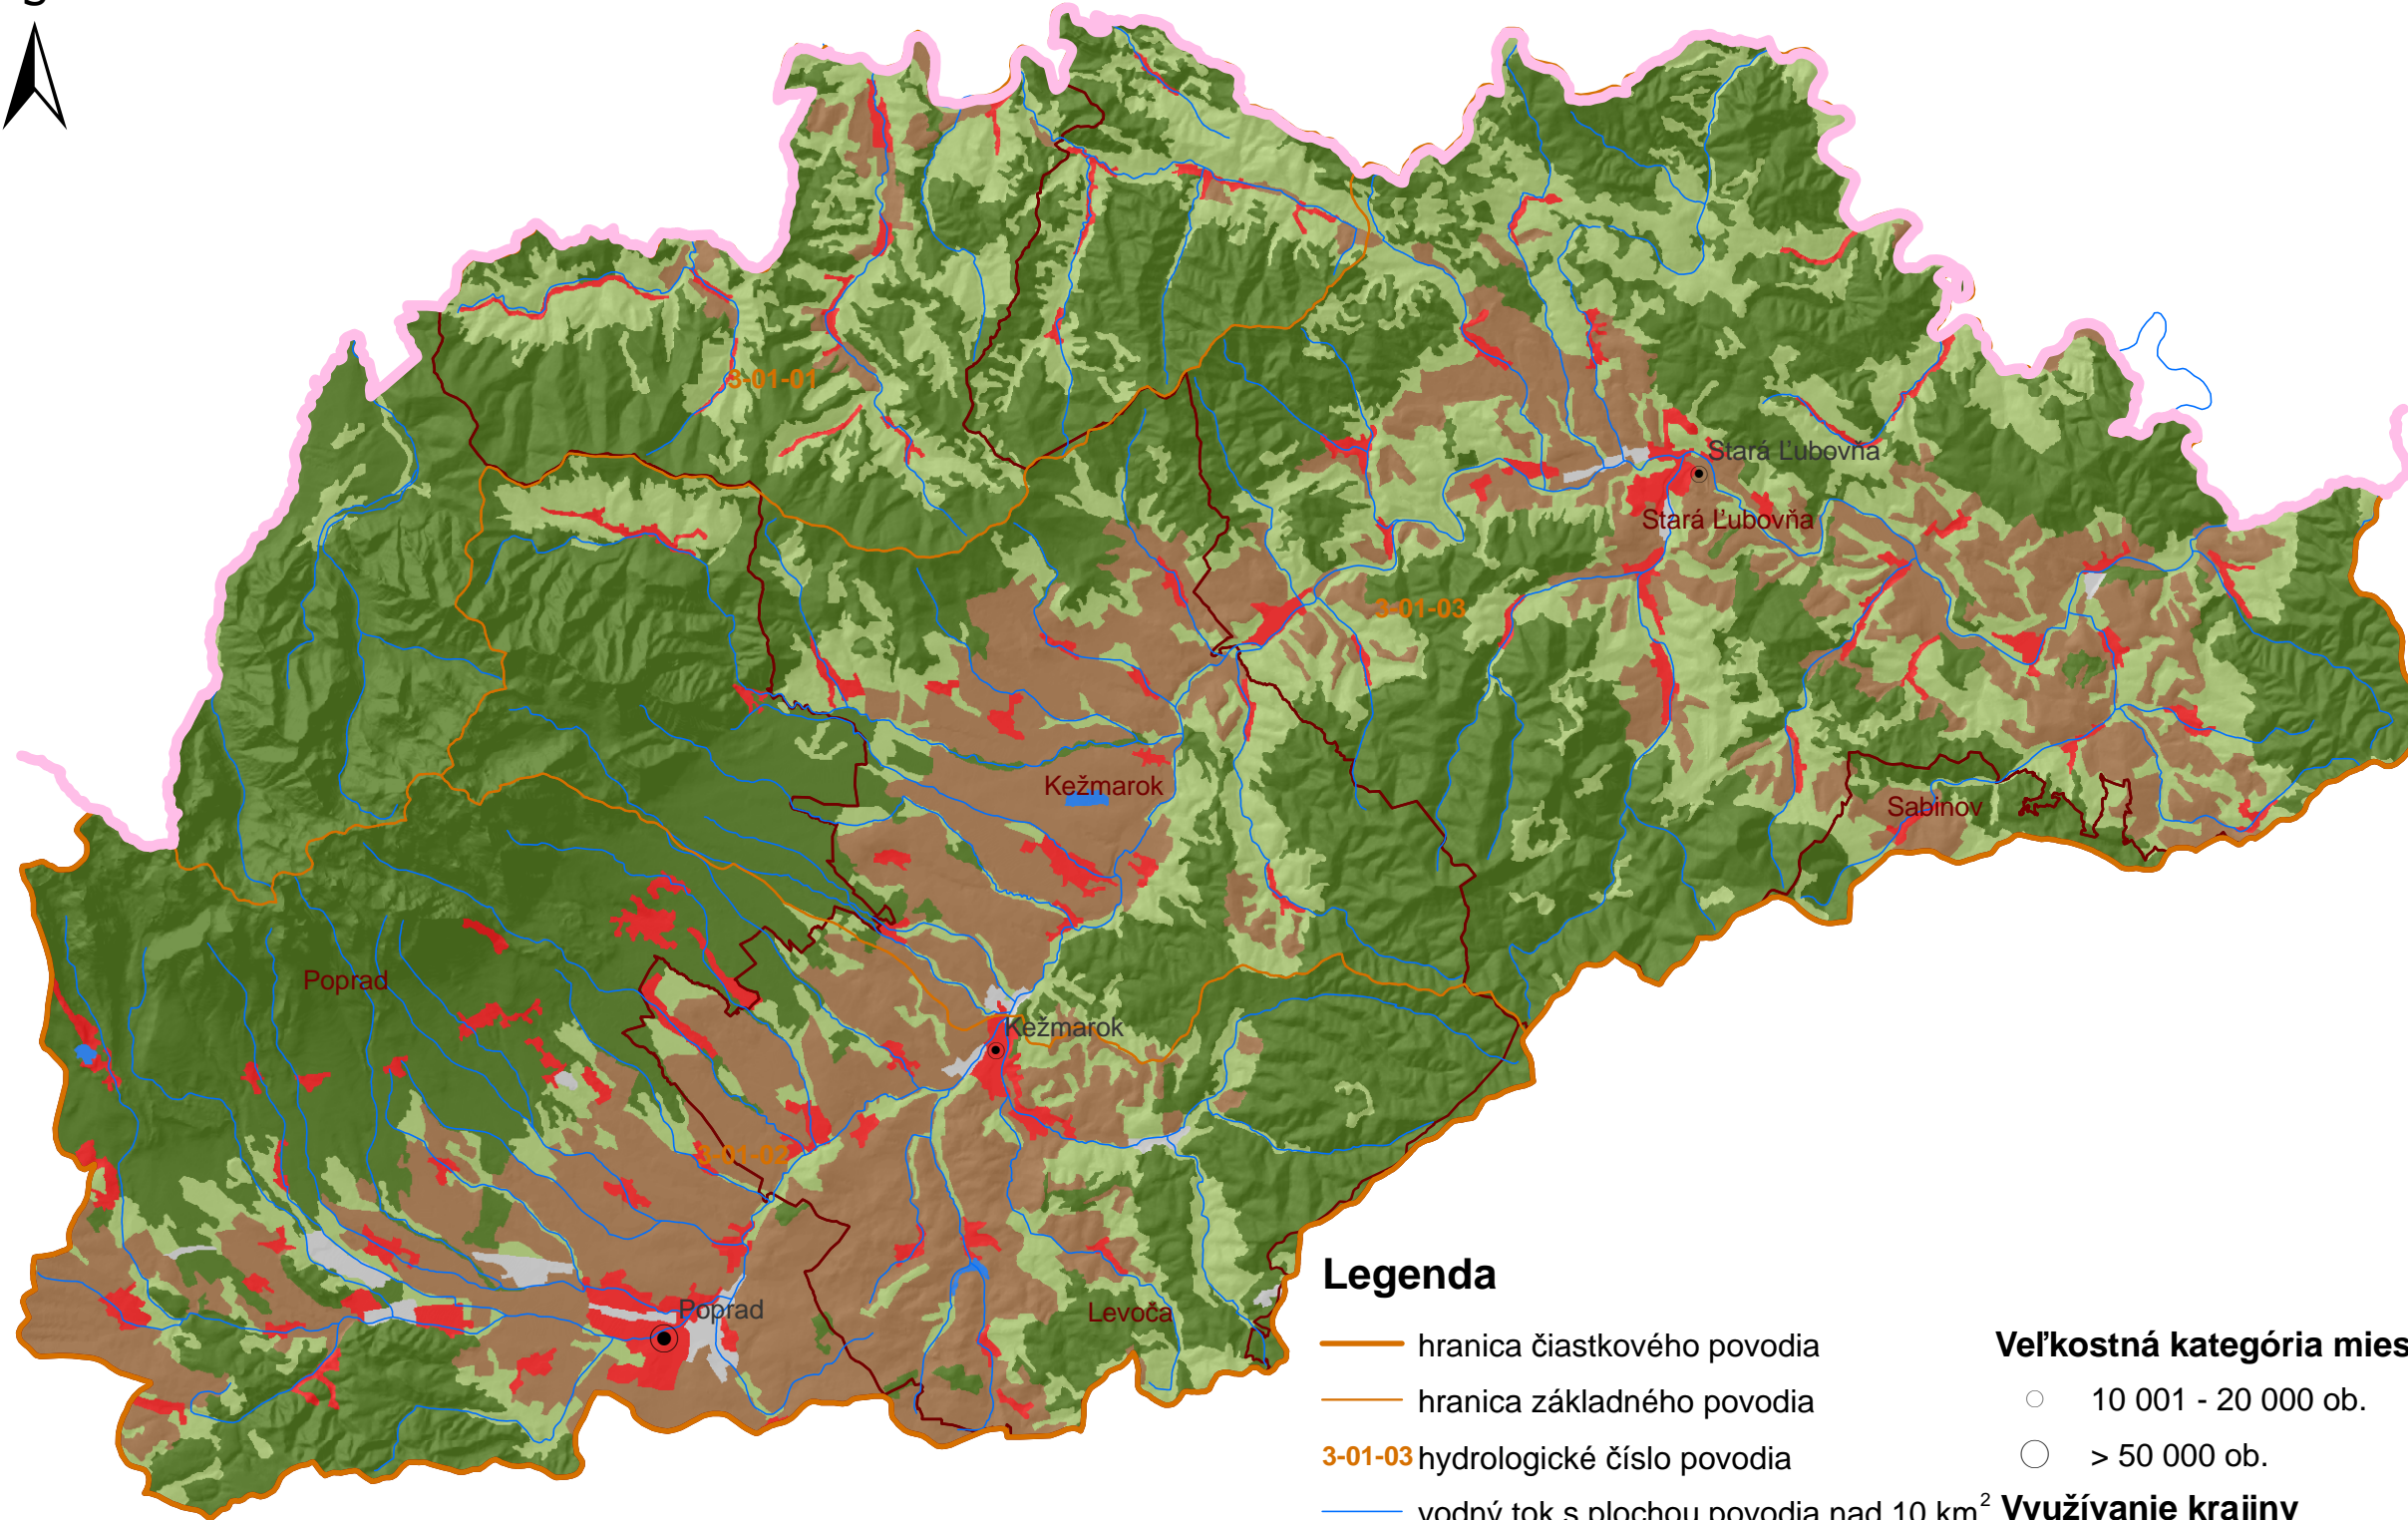 3-01-01
Stará Ľubovňa
Stará Ľubovňa
3-01-03
Kežmarok
Sabinov
Poprad
Kežmarok
3-01-02
Poprad
Levoča
Legenda
hranica čiastkového povodia
hranica základného povodia
3-01-03 hydrologické číslo povodia
vodný tok s plochou povodia nad 10 km²
Veľkostná kategória mies
10 001 - 20 000 ob.
> 50 000 ob.
Využívanie krajiny